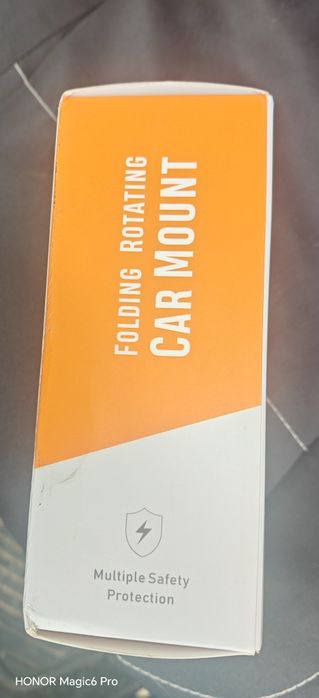 FOLDING ROTATING
CAR MOUNT
Multiple Safety
Protection
HONOR Magic6 Pro